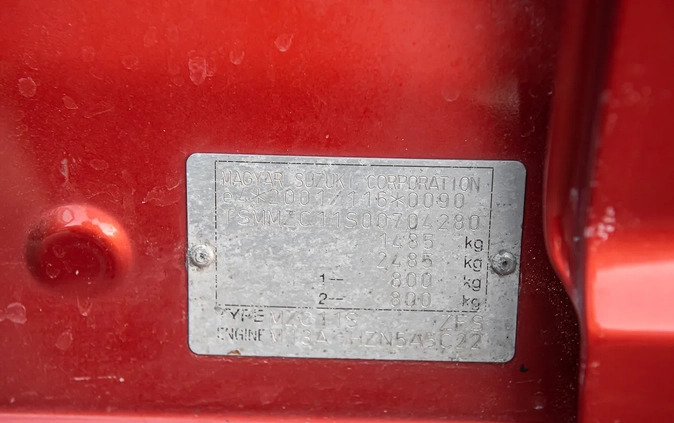 MAGYAR SUZUKI CORPORATION
e4*2001/116*0090
TSMMZC11S00704280
1485 kg
2485 kg
1-- 800 kg
2-- 800 kg
TYPE
ENGINE